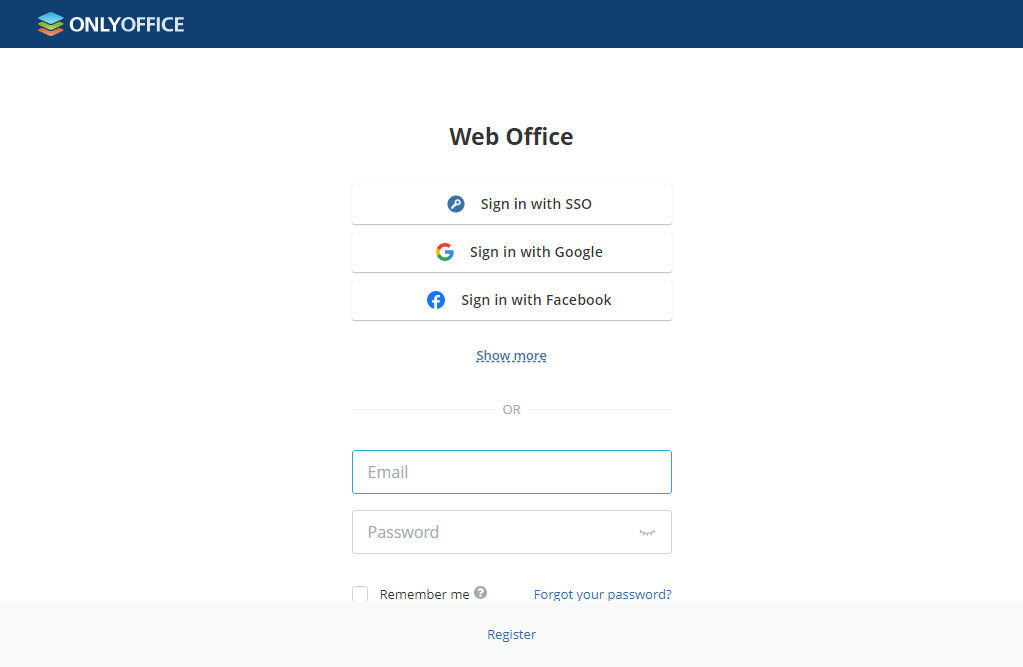 ONLYOFFICE
Web Office
Sign in with SSO
Sign in with Google
Sign in with Facebook
Show more
OR
Email
Password
Remember me ? Forgot your password?
Register